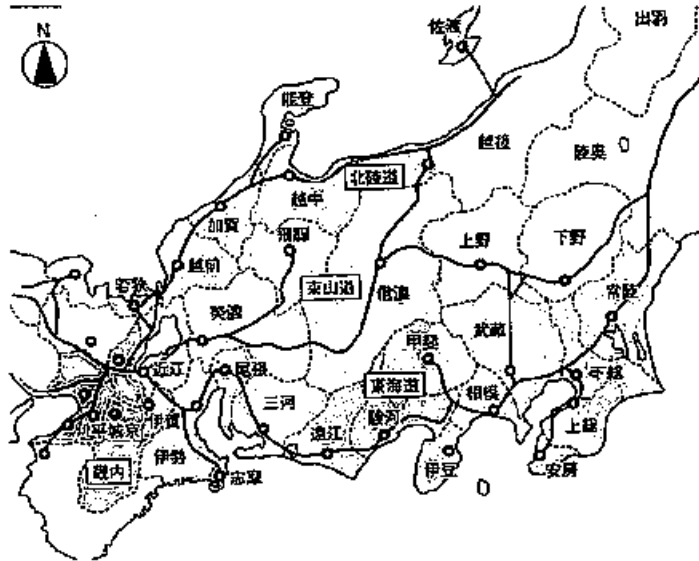 N
佐渡
出羽
能登
越後
陸奥
北陸道
越中
加賀
飛騨
上野
下野
越前
若狭
東山道
信濃
常陸
美濃
武蔵
甲斐
近江
尾張
東海道
下総
三河
相模
上総
平城京
伊賀
駿河
遠江
畿内
伊勢
志摩
伊豆
安房